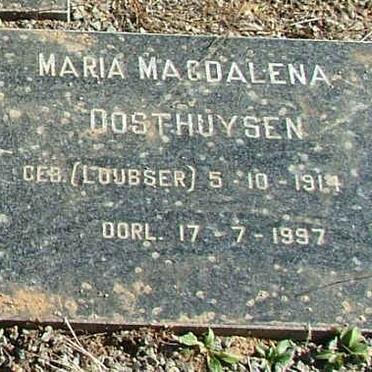 MARIA MAGDALENA
OOSTHUYSEN
GEB. (LOUBSER) 5 - 10 - 1914
OORL. 17 - 7 - 1997